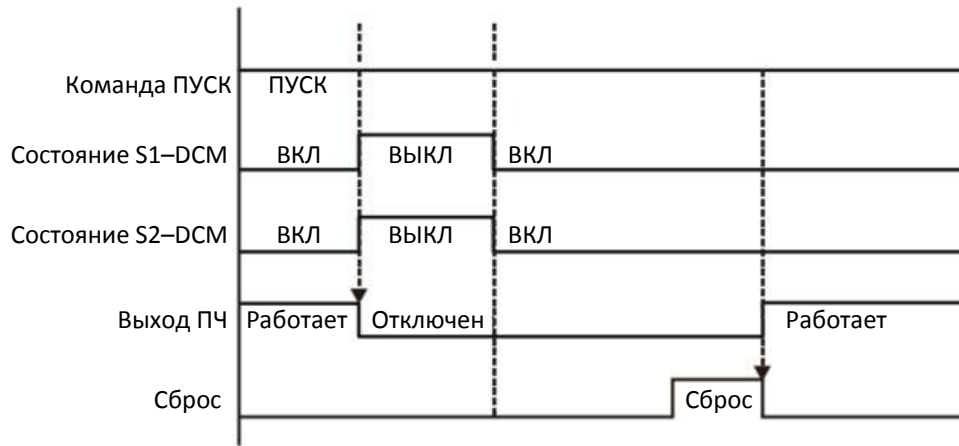 Команда ПУСК ПУСК
Состояние S1–DCM ВКЛ ВЫКЛ ВКЛ
Состояние S2–DCM ВКЛ ВЫКЛ ВКЛ
Выход ПЧ Работает Отключен Работает
Сброс Сброс